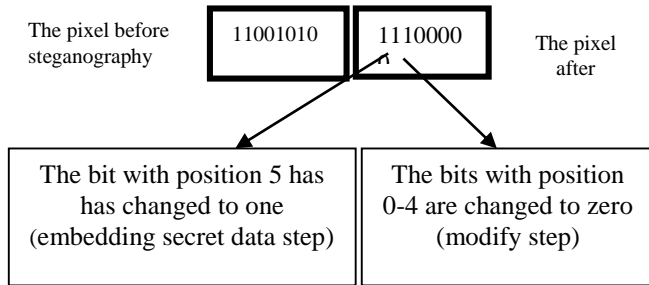 The pixel before
steganography
11001010
1110000
The pixel
after
The bit with position 5 has
has changed to one
(embedding secret data step)
The bits with position
0-4 are changed to zero
(modify step)